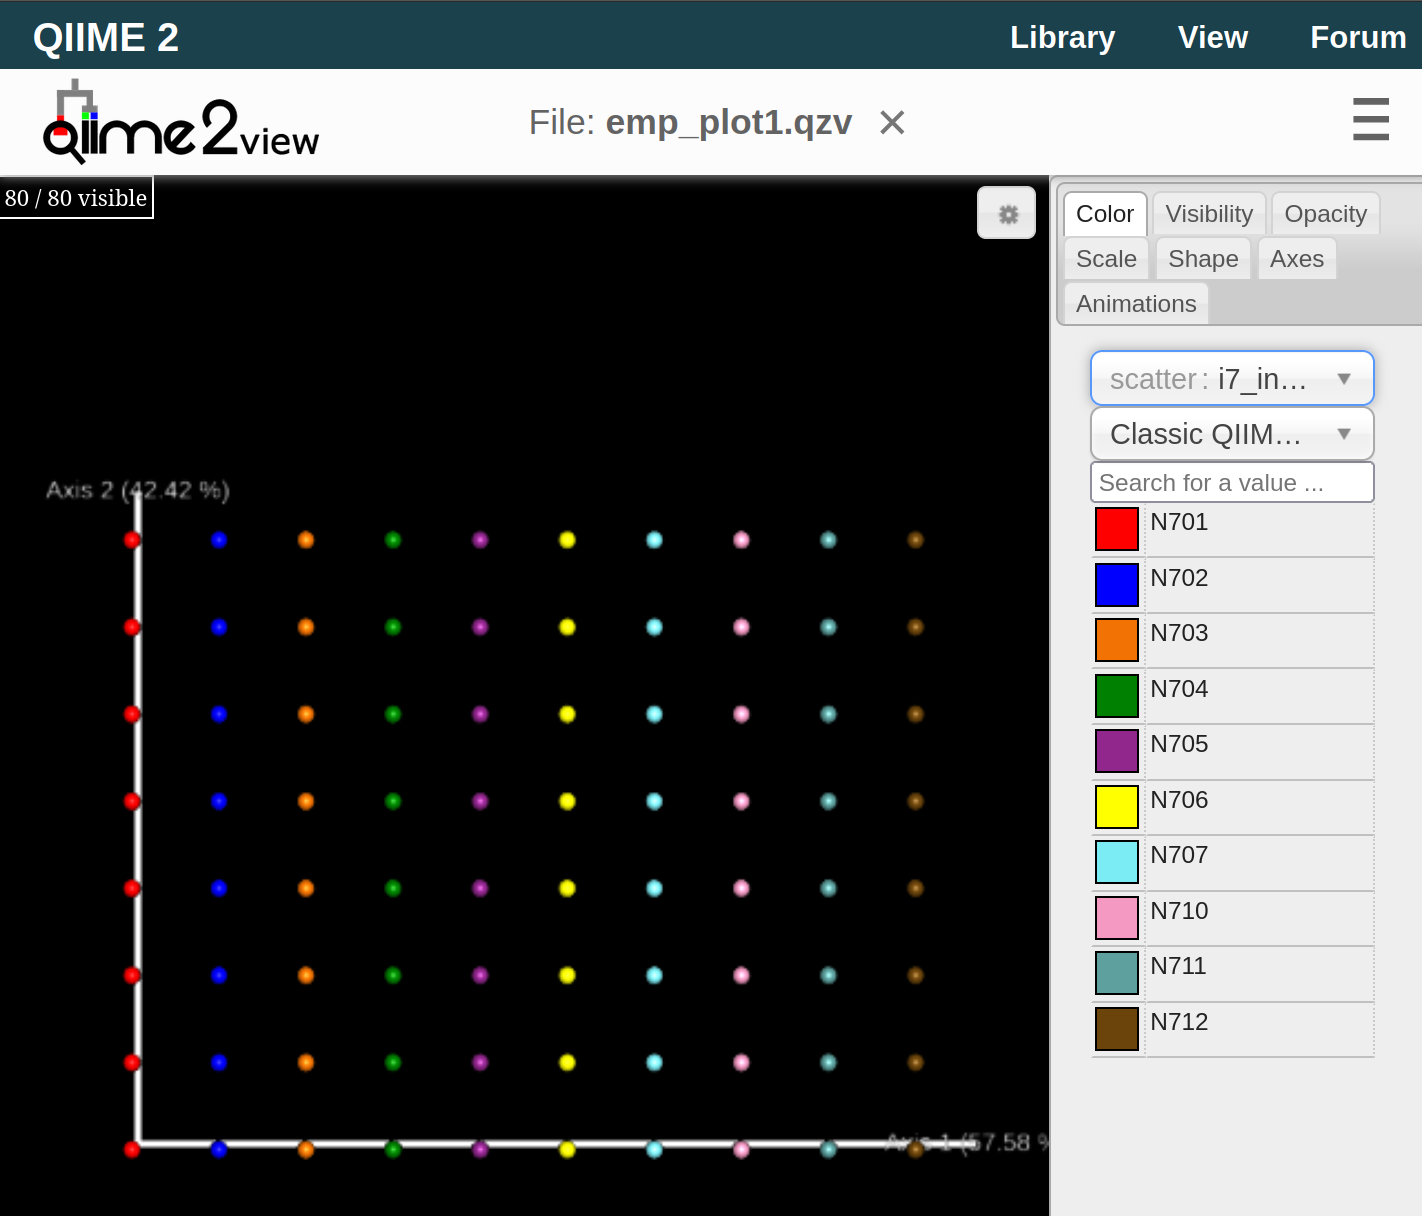 QIIME 2
Library View Forum
qiime2view
File: emp_plot1.qzv ×
80 / 80 visible
Color Visibility Opacity
Scale Shape Axes
Animations
scatter: i7_in...
Classic QIIM...
Search for a value ...
Axis 2 (42.42 %)
N701
N702
N703
N704
N705
N706
N707
N710
N711
N712
Axis 1 (57.58 %